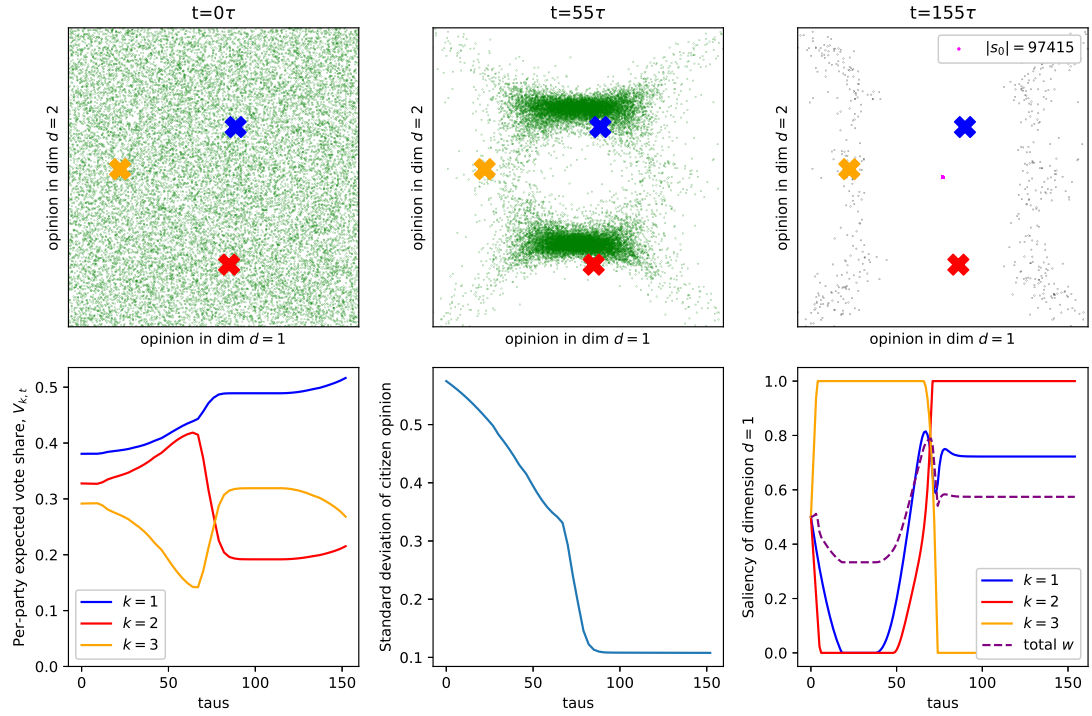 t=0τ
t=55τ
t=155τ
opinion in dim d = 2
opinion in dim d = 2
opinion in dim d = 2
|s₀| = 97415
opinion in dim d = 1
opinion in dim d = 1
opinion in dim d = 1
Per-party expected vote share, Vₖ,ₜ
0.5
0.4
0.3
0.2
0.1
0.0
k = 1
k = 2
k = 3
0 50 100 150
taus
Standard deviation of citizen opinion
0.5
0.4
0.3
0.2
0.1
0 50 100 150
taus
Saliency of dimension d = 1
1.0
0.8
0.6
0.4
0.2
0.0
k = 1
k = 2
k = 3
total w
0 50 100 150
taus